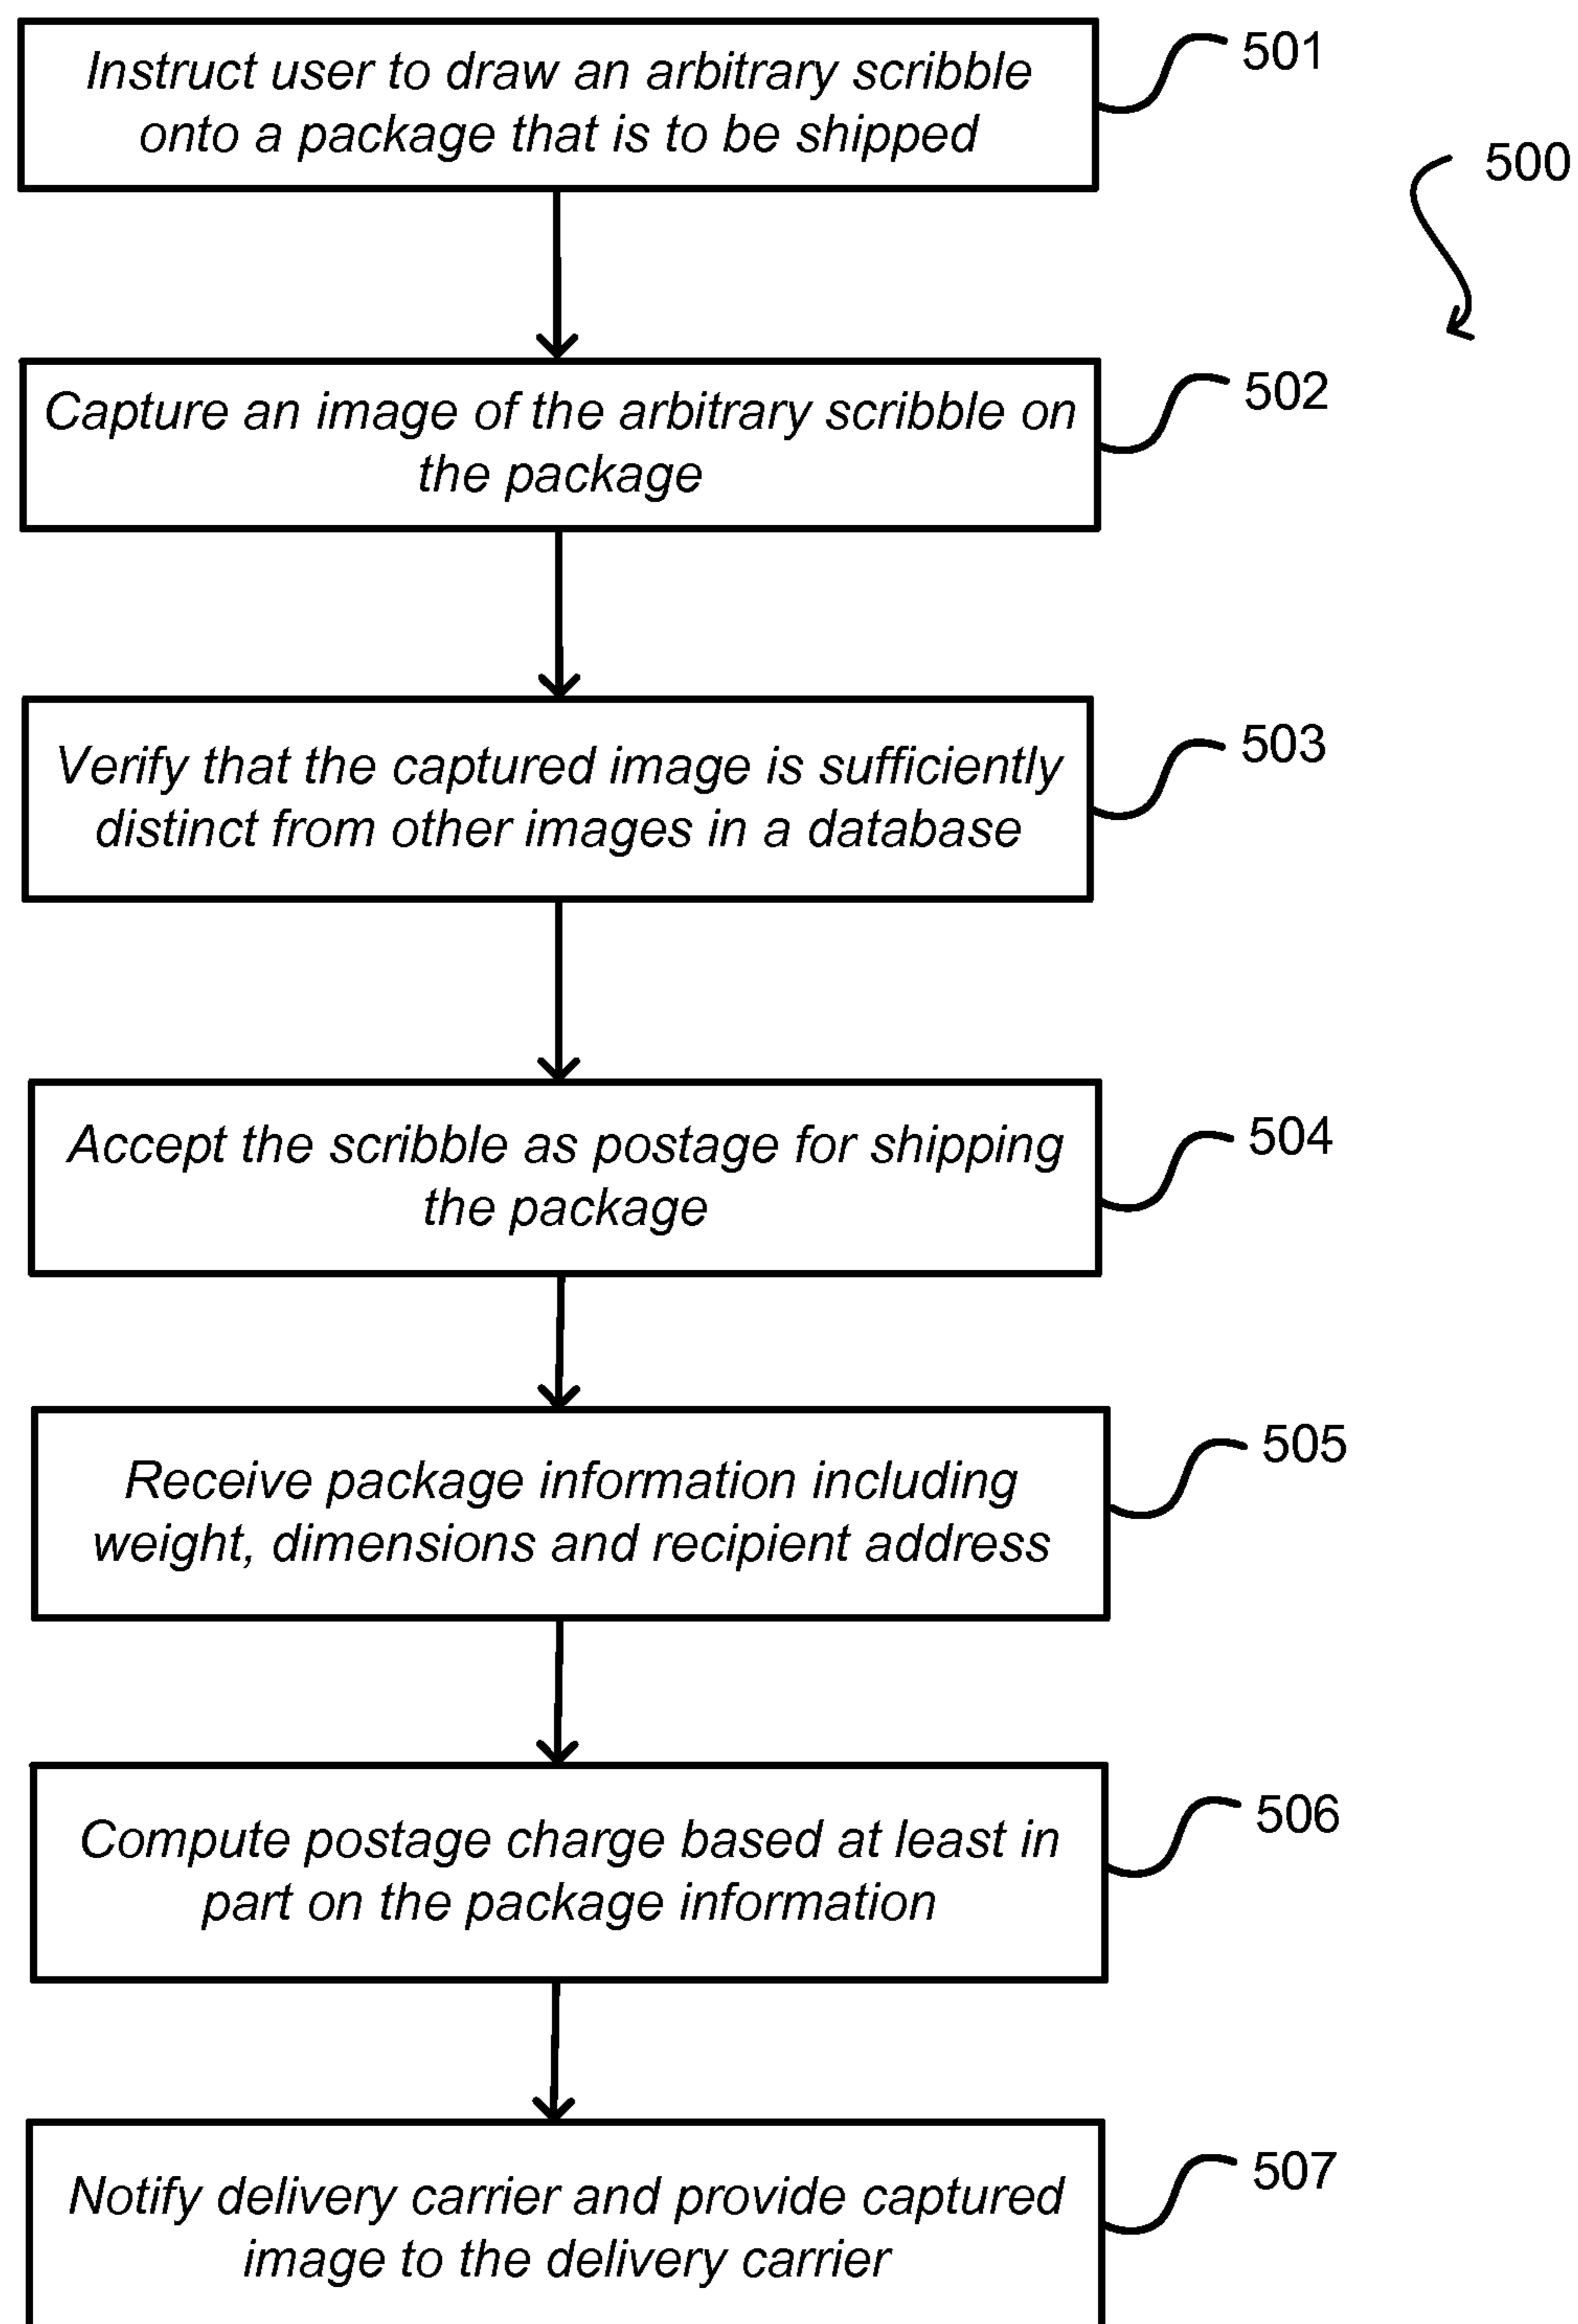 Instruct user to draw an arbitrary scribble
onto a package that is to be shipped
501
500
Capture an image of the arbitrary scribble on
the package
502
Verify that the captured image is sufficiently
distinct from other images in a database
503
Accept the scribble as postage for shipping
the package
504
Receive package information including
weight, dimensions and recipient address
505
Compute postage charge based at least in
part on the package information
506
Notify delivery carrier and provide captured
image to the delivery carrier
507